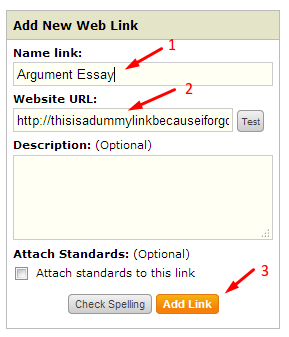 Add New Web Link
1
Name link:
Argument Essay
2
Website URL:
http://thisisadummylinkbecauseiforgo Test
Description: (Optional)
Attach Standards: (Optional)
Attach standards to this link
3
Check Spelling Add Link